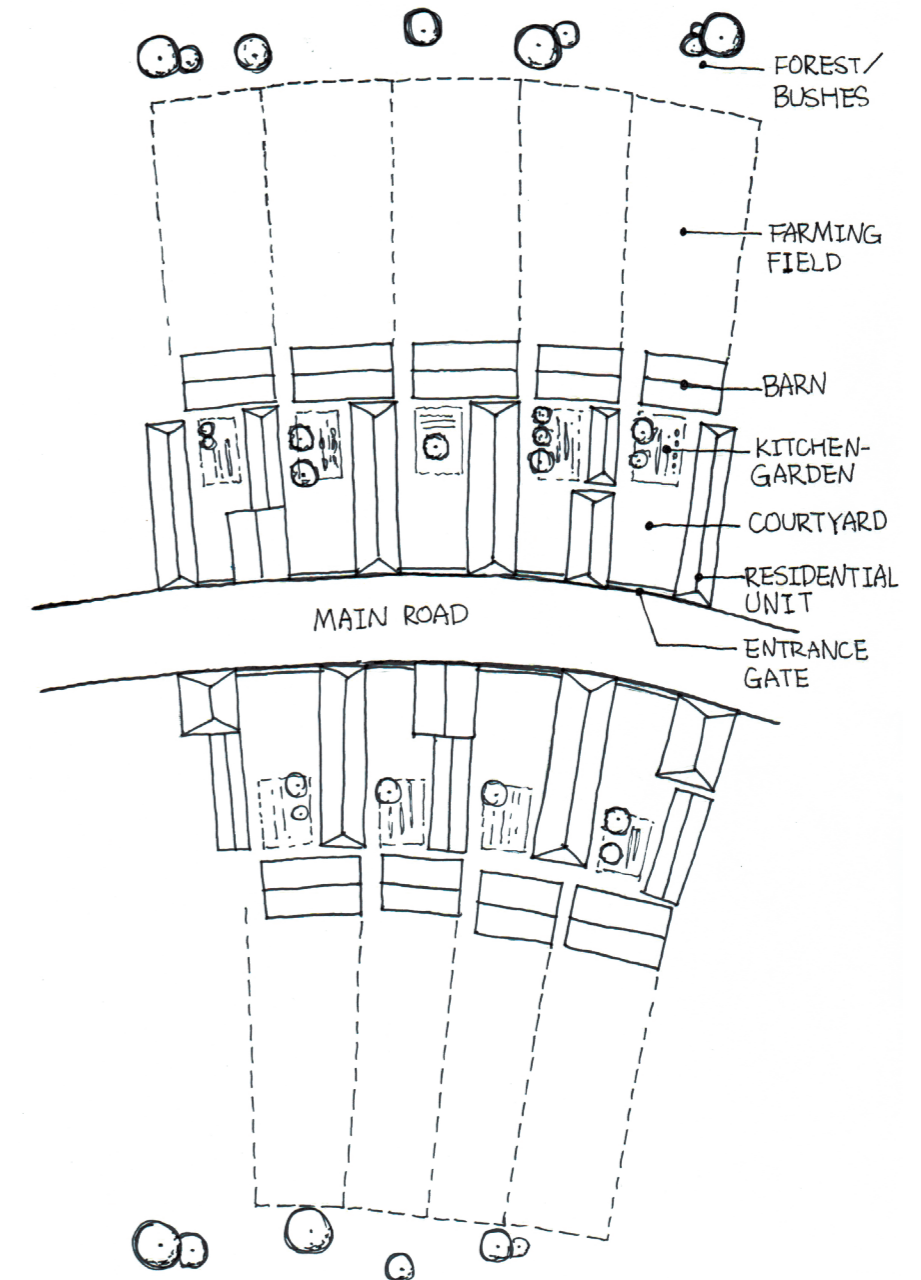 FOREST/
BUSHES
FARMING
FIELD
BARN
KITCHEN-
GARDEN
COURTYARD
RESIDENTIAL
UNIT
MAIN ROAD
ENTRANCE
GATE